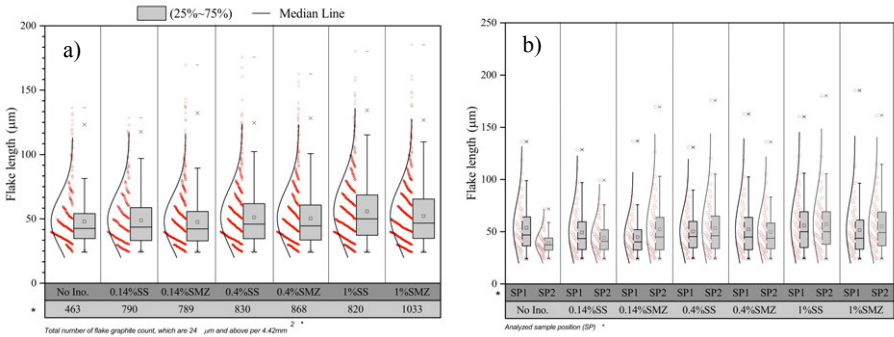 (25%~75%) Median Line
a)
Flake length (μm)
200
150
100
50
0
No Ino. 0.14%SS 0.14%SMZ 0.4%SS 0.4%SMZ 1%SS 1%SMZ
* 463 790 789 830 868 820 1033
Total number of flake graphite count, which are 24 μm and above per 4.42mm 2 *
b)
Flake length (μm)
250
200
150
100
50
0
* SP1 SP2 SP1 SP2 SP1 SP2 SP1 SP2 SP1 SP2 SP1 SP2 SP1 SP2
No Ino. 0.14%SS 0.14%SMZ 0.4%SS 0.4%SMZ 1%SS 1%SMZ
Analyzed sample position (SP) *